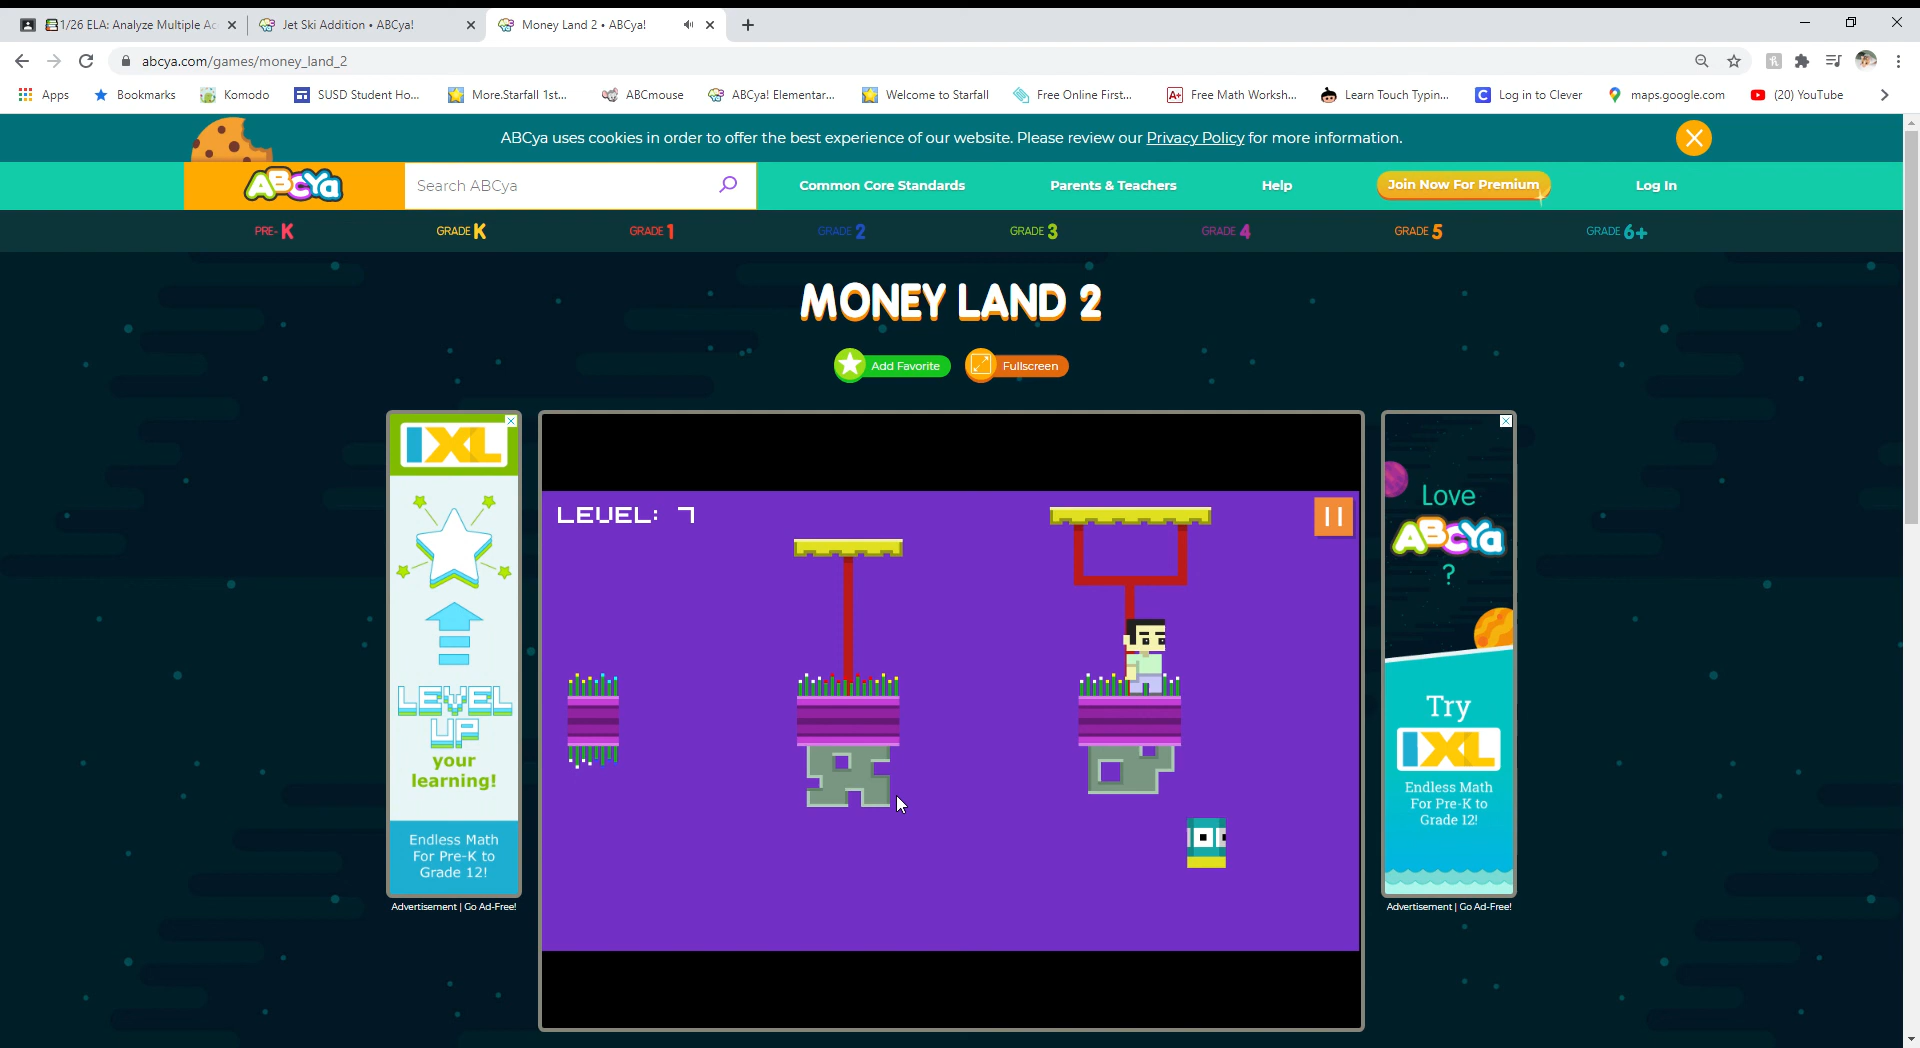 1/26 ELA: Analyze Multiple Ac
Jet Ski Addition • ABCya!
Money Land 2 • ABCya!
abcya.com/games/money_land_2
Apps
Bookmarks
Komodo
SUSD Student Ho...
More.Starfall 1st...
ABCmouse
ABCya! Elementar...
Welcome to Starfall
Free Online First...
Free Math Worksh...
Learn Touch Typin...
Log in to Clever
maps.google.com
(20) YouTube
ABCya uses cookies in order to offer the best experience of our website. Please review our Privacy Policy for more information.
ABCya
Search ABCya
Common Core Standards
Parents & Teachers
Help
Join Now For Premium
Log In
PRE-K
GRADE K
GRADE 1
GRADE 2
GRADE 3
GRADE 4
GRADE 5
GRADE 6+
MONEY LAND 2
Add Favorite
Fullscreen
IXL
LEVEL
UP
your
learning!
Endless Math
For Pre-K to
Grade 12!
Advertisement | Go Ad-Free!
LEVEL: 7
Love
ABCya
?
Try
IXL
Endless Math
For Pre-K to
Grade 12!
Advertisement | Go Ad-Free!